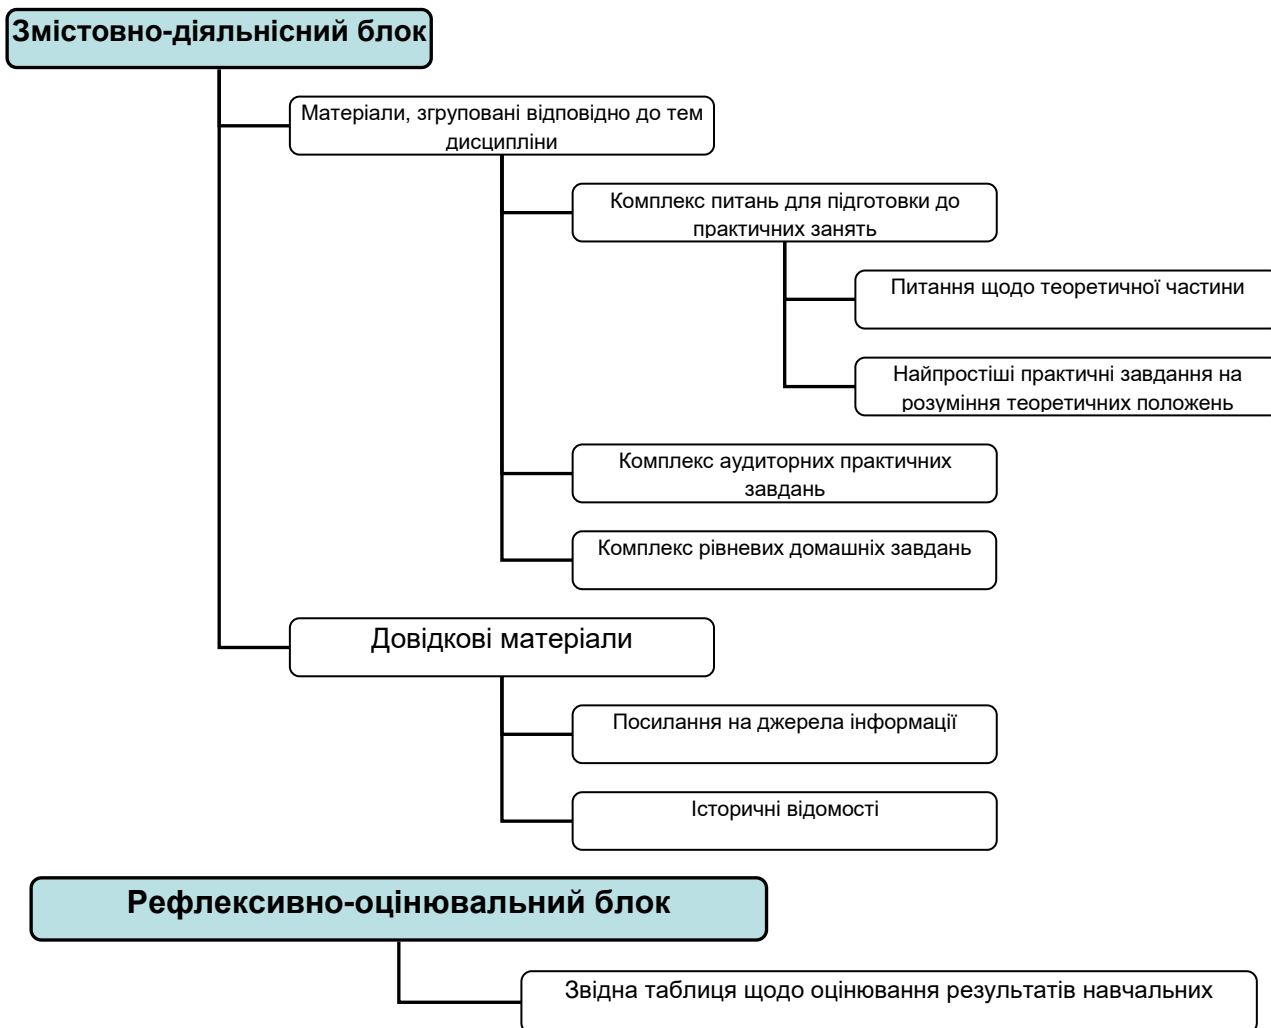 Змістовно-діяльнісний блок
Матеріали, згруповані відповідно до тем
дисципліни
Комплекс питань для підготовки до
практичних занять
Питання щодо теоретичної частини
Найпростіші практичні завдання на
розуміння теоретичних положень
Комплекс аудиторних практичних
завдань
Комплекс рівневих домашніх завдань
Довідкові матеріали
Посилання на джерела інформації
Історичні відомості
Рефлексивно-оцінювальний блок
Звідна таблиця щодо оцінювання результатів навчальних